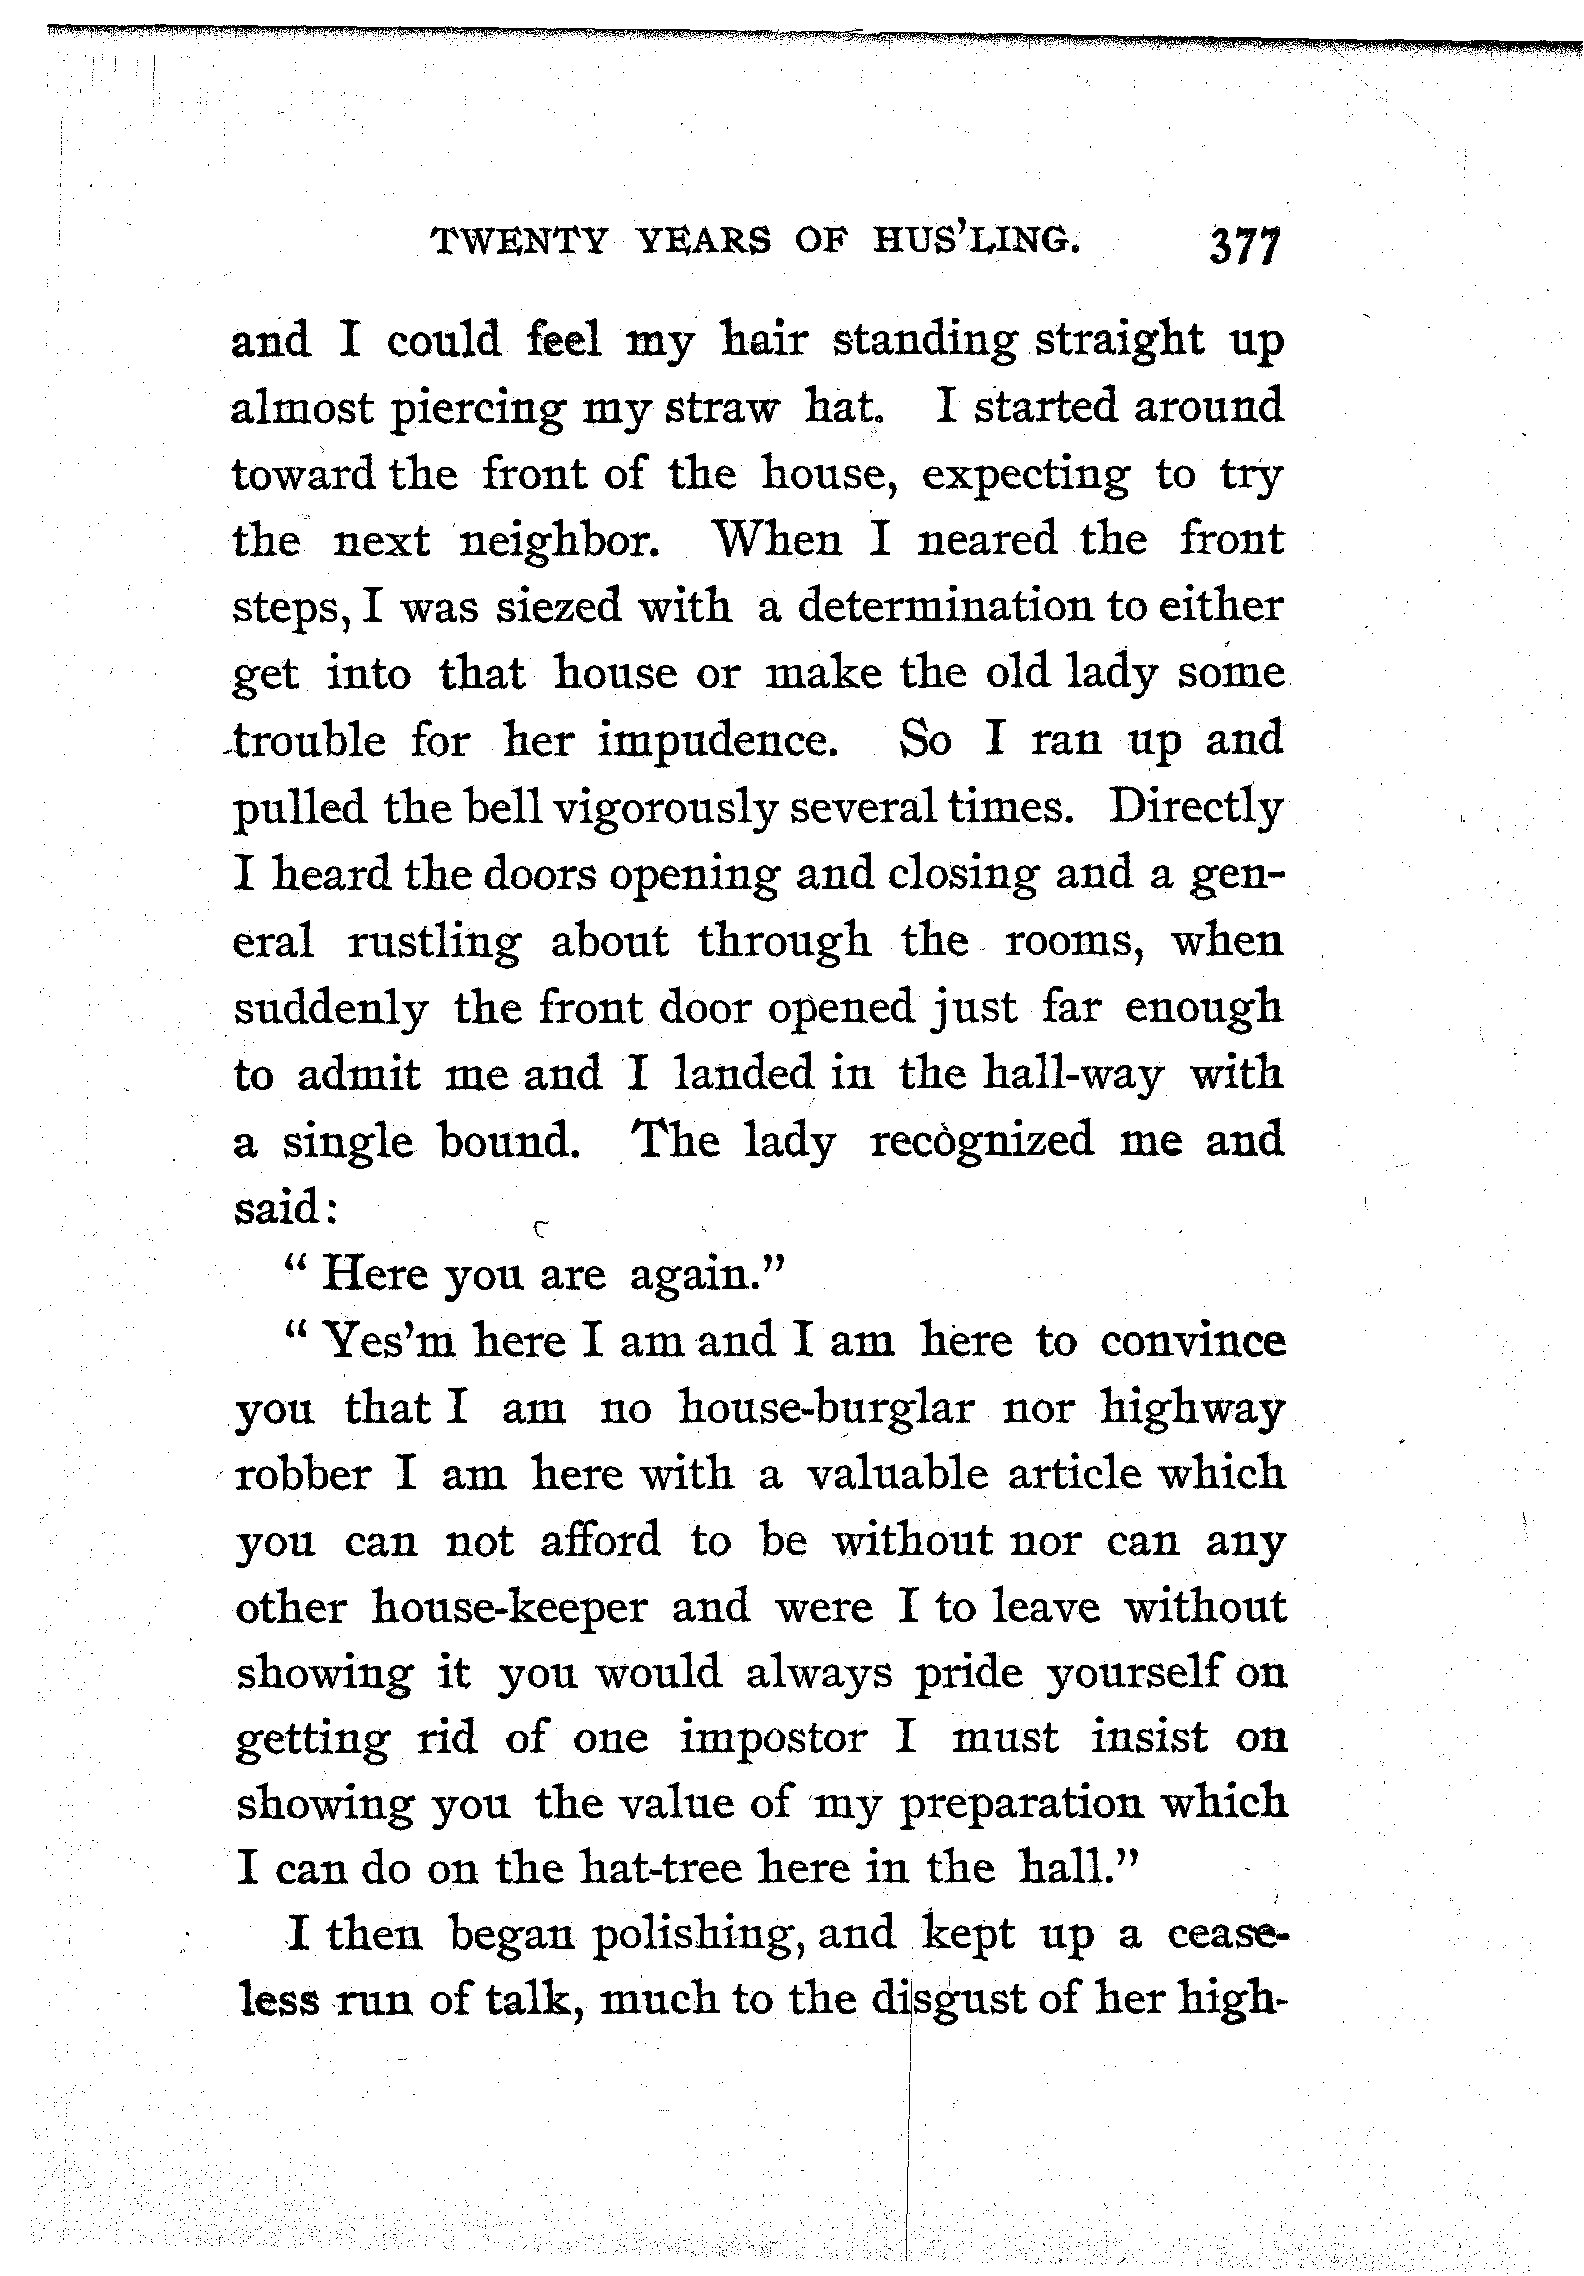 TWENTY YEARS OF HUS'LING. 377
and I could feel my hair standing straight up
almost piercing my straw hat. I started around
toward the front of the house, expecting to try
the next neighbor. When I neared the front
steps, I was siezed with a determination to either
get into that house or make the old lady some
trouble for her impudence. So I ran up and
pulled the bell vigorously several times. Directly
I heard the doors opening and closing and a gen-
eral rustling about through the rooms, when
suddenly the front door opened just far enough
to admit me and I landed in the hall-way with
a single bound. The lady recognized me and
said:
" Here you are again."
" Yes'm here I am and I am here to convince
you that I am no house-burglar nor highway
robber I am here with a valuable article which
you can not afford to be without nor can any
other house-keeper and were I to leave without
showing it you would always pride yourself on
getting rid of one impostor I must insist on
showing you the value of my preparation which
I can do on the hat-tree here in the hall."
I then began polishing, and kept up a cease-
less run of talk, much to the disgust of her high-